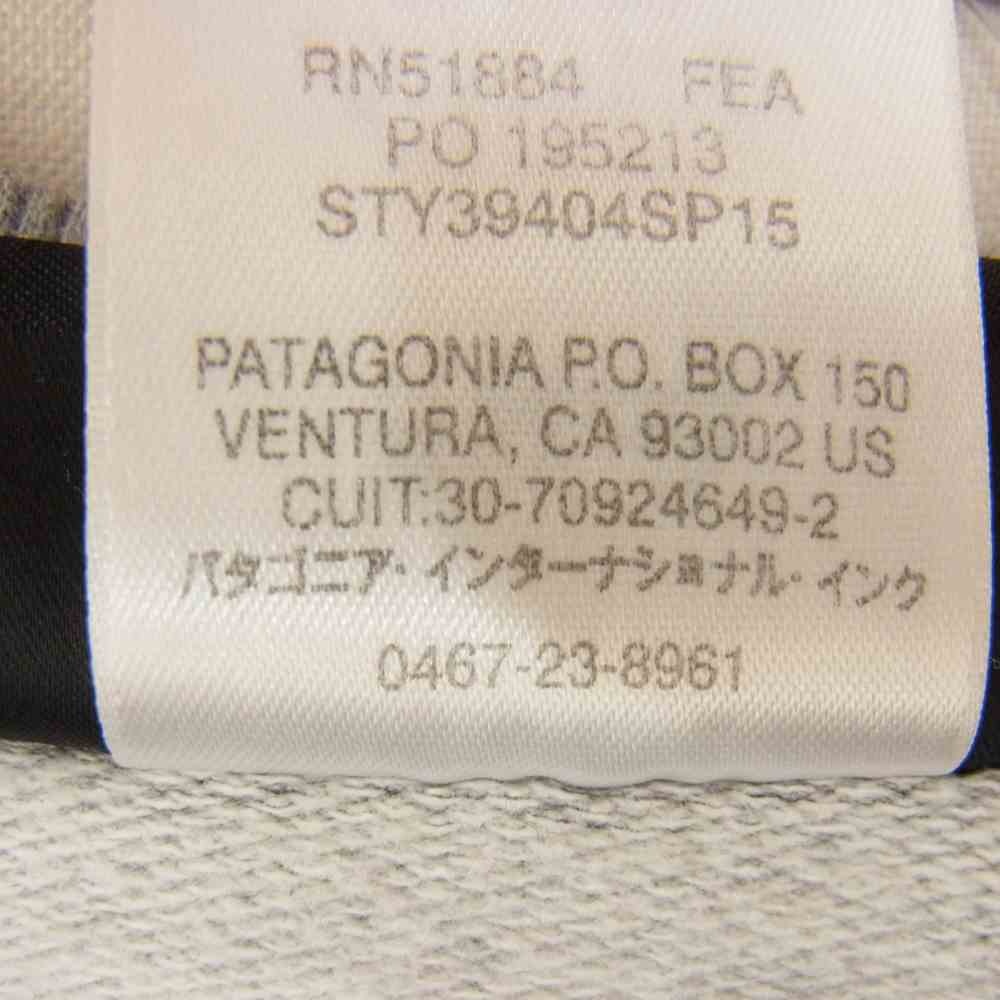 RN51884 FEA
PO 195213
STY39404SP15
PATAGONIA P.O. BOX 150
VENTURA, CA 93002 US
CUIT:30-70924649-2
パタゴニア・インターナショナル・インク
0467-23-8961